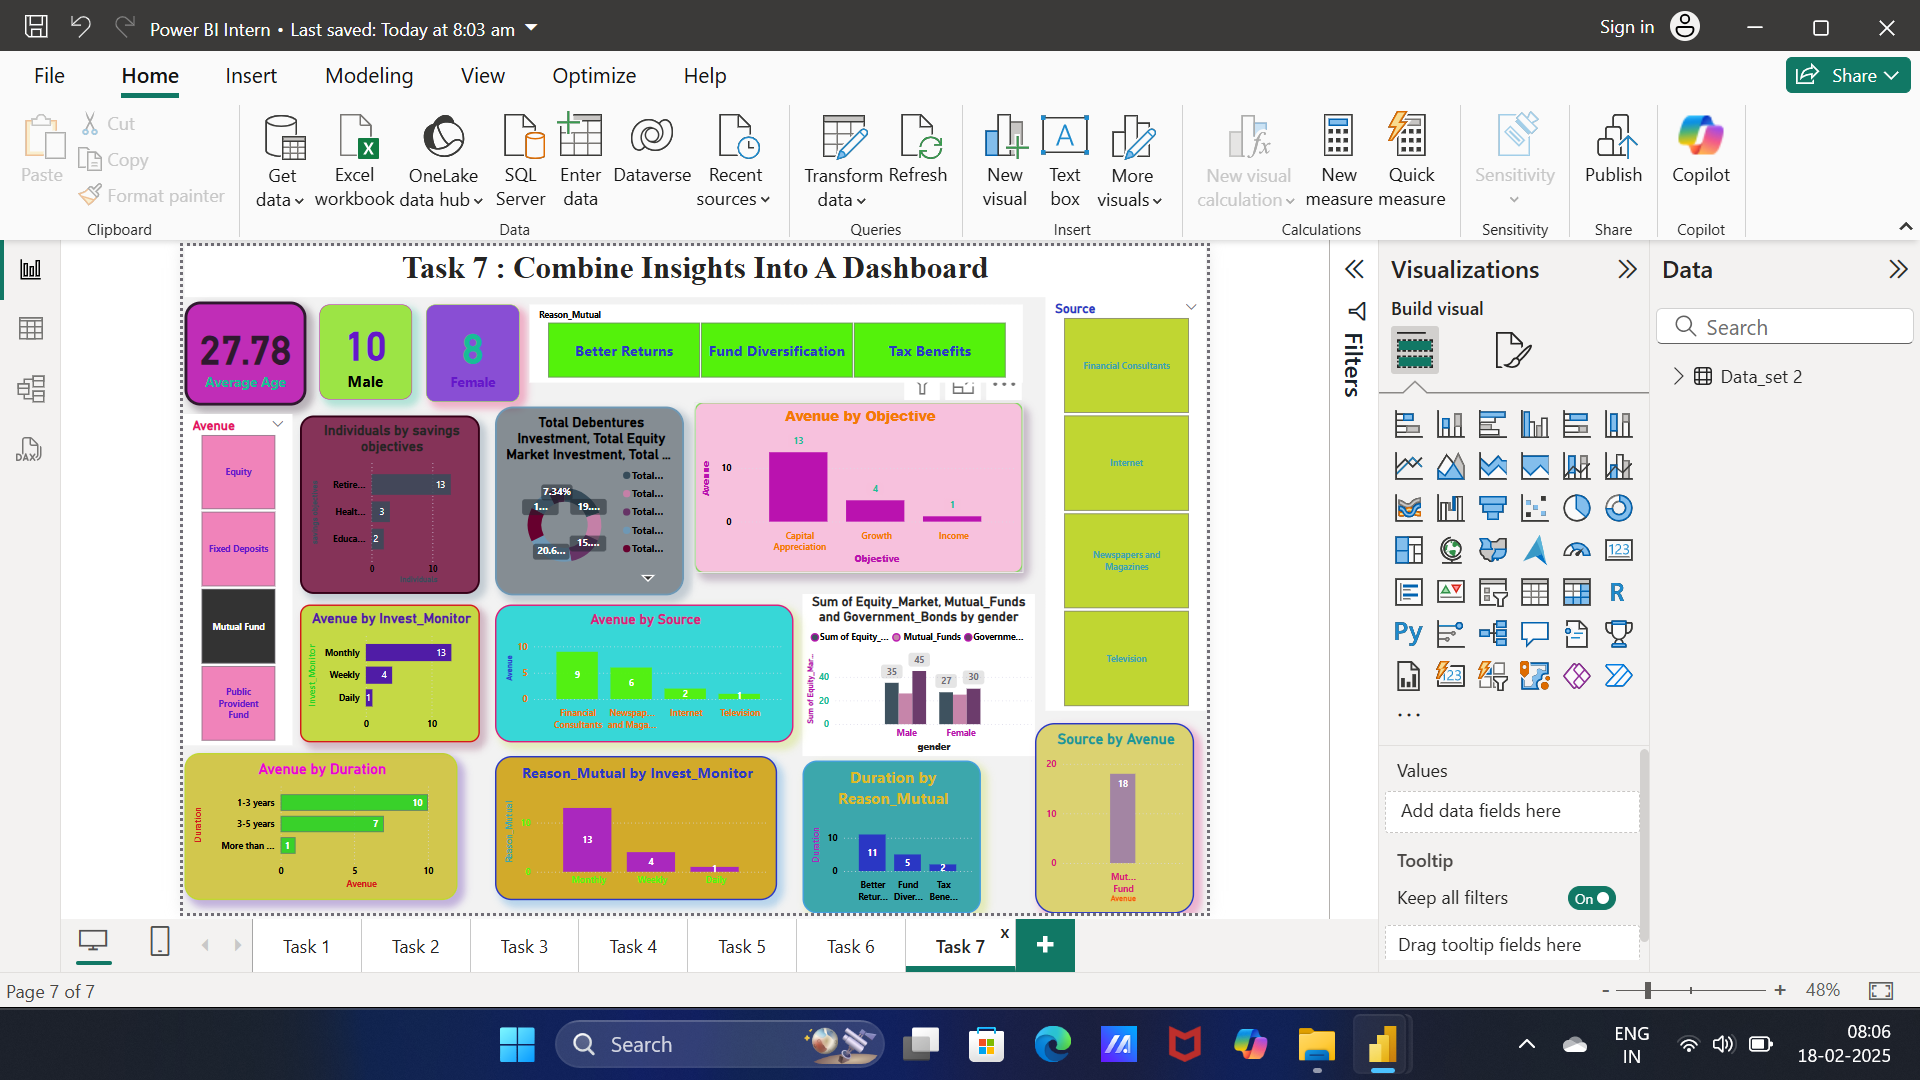 Power BI Intern • Last saved: Today at 8:03 am
Sign in
File
Home
Insert
Modeling
View
Optimize
Help
Share
Paste
Cut
Copy
Format painter
Clipboard
Get data
Excel workbook
OneLake data hub
SQL Server
Enter data
Dataverse
Recent sources
Data
Transform data
Refresh
Queries
New visual
Text box
More visuals
Insert
New visual calculation
New measure
Quick measure
Calculations
Sensitivity
Sensitivity
Publish
Share
Copilot
Copilot
Task 7 : Combine Insights Into A Dashboard
27.78
Average Age
10
Male
8
Female
Reason_Mutual
Better Returns
Fund Diversification
Tax Benefits
Source
Financial Consultants
Internet
Newspapers and
Magazines
Television
Avenue
Equity
Fixed Deposits
Mutual Fund
Public
Provident
Fund
Individuals by savings
objectives
Retire...
13
Healt...
3
Educa...
2
0
10
Total Debentures
Investment, Total Equity
Market Investment, Total ...
7.34%
1...
19....
15....
20.6...
Total...
Total...
Total...
Total...
Total...
Avenue by Objective
Avenue
10
0
13
4
1
Capital
Appreciation
Growth
Income
Objective
Avenue by Invest_Monitor
Invest_Monitor
Monthly
13
Weekly
4
Daily
1
0
10
Avenue by Source
Avenue
10
5
0
9
6
2
1
Financial
Consultants
Newspap...
and Maga...
Internet
Television
Sum of Equity_Market, Mutual_Funds
and Government_Bonds by gender
Sum of Equity_...
Mutual_Funds
Governme...
Sum of Equity_Mar...
40
20
0
35
45
27
30
Male
Female
gender
Source by Avenue
20
10
0
18
Mut...
Fund
Avenue
Avenue by Duration
Duration
1-3 years
10
3-5 years
7
More than ...
1
0
5
10
Avenue
Reason_Mutual by Invest_Monitor
Reason_Mutual
10
0
13
4
1
Monthly
Weekly
Daily
Duration by
Reason_Mutual
Duration
10
0
11
5
2
Better
Retur...
Fund
Diver...
Tax
Bene...
Filters
Visualizations
Build visual
123
R
Py
123
...
Values
Add data fields here
Tooltip
Keep all filters
On
Drag tooltip fields here
Data
Search
Data_set 2
DAX
Task 1
Task 2
Task 3
Task 4
Task 5
Task 6
Task 7
x
+
Page 7 of 7
-
+
48%
Search
ENG
IN
08:06
18-02-2025